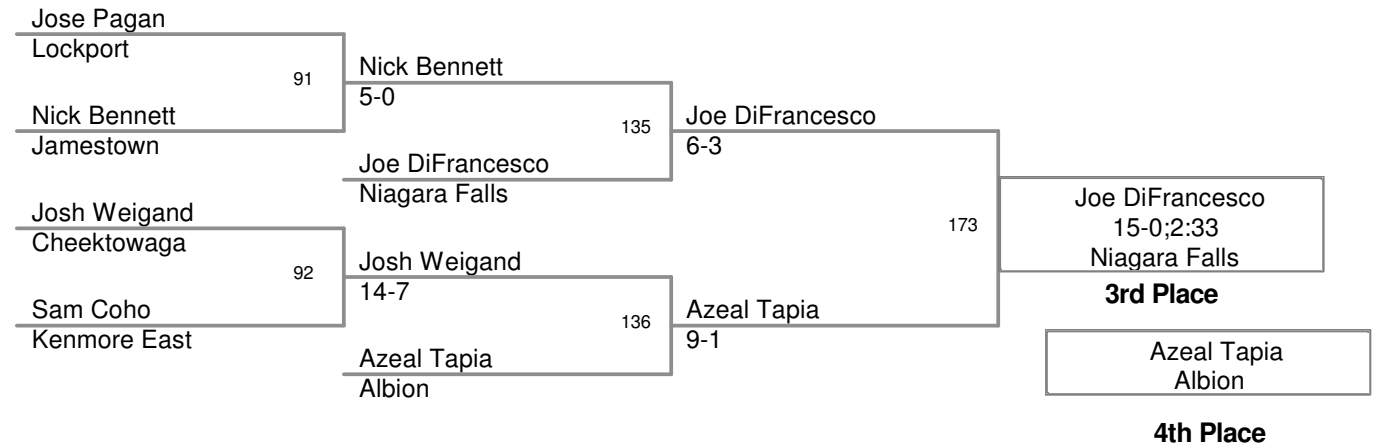 Jose Pagan
Lockport
91
Nick Bennett
Jamestown
Nick Bennett
5-0
135
Joe DiFrancesco
Niagara Falls
Joe DiFrancesco
6-3
Josh Weigand
Cheektowaga
92
Sam Coho
Kenmore East
Josh Weigand
14-7
136
Azeal Tapia
Albion
Azeal Tapia
9-1
173
Joe DiFrancesco
15-0;2:33
Niagara Falls
3rd Place
Azeal Tapia
Albion
4th Place